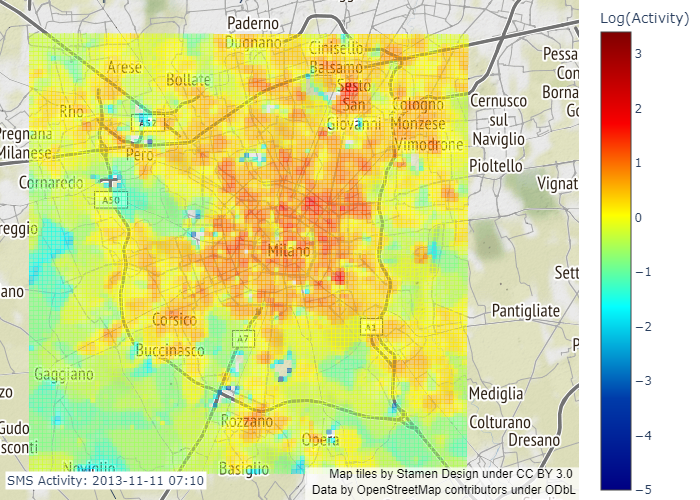 Log(Activity)
3
2
1
0
−1
−2
−3
−4
−5
Paderno
Dugnano
Cinisello
Balsamo
Arese
Bollate
Sesto
San
Giovanni
Cologno
Monzese
Vimodrone
Cernusco
sul
Naviglio
Pioltello
Pessa
Con
Borna
Go
Rho
A52
Pregnana
Milanese
Pero
Cornaredo
A50
Vignat
reggio
Milano
Sett
ano
Pantigliate
Corsico
A7
A1
Buccinasco
P
Gaggiano
zo
Mediglia
Rozzano
Colturano
Gudo
sconti
Opera
Dresano
Noviglio
Basiglio
SMS Activity: 2013-11-11 07:10
Map tiles by Stamen Design under CC BY 3.0
Data by OpenStreetMap contributors under ODbL